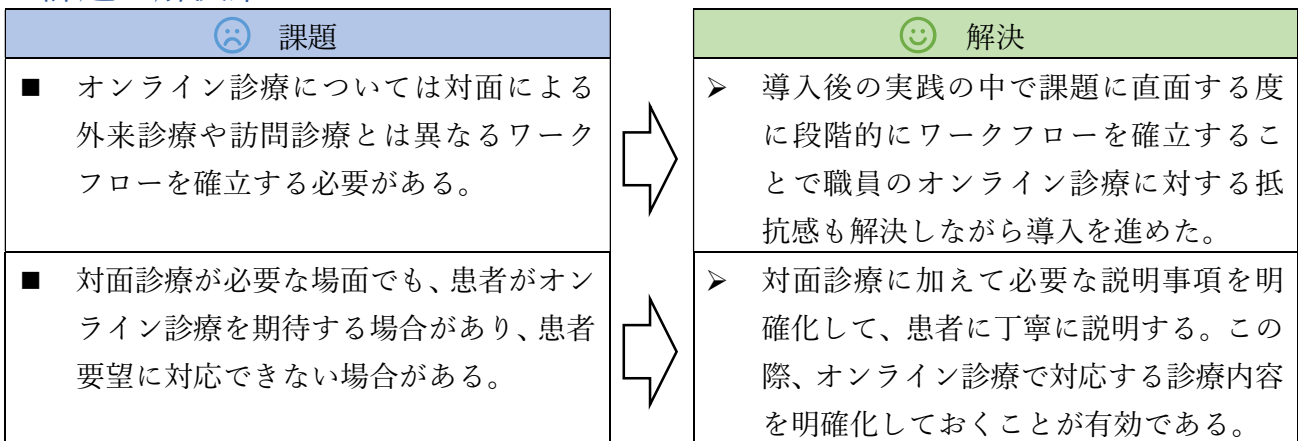 課題
■ オンライン診療については対面による
外来診療や訪問診療とは異なるワーク
フローを確立する必要がある。
■ 対面診療が必要な場面でも、患者がオン
ライン診療を期待する場合があり、患者
要望に対応できない場合がある。
解決
➢ 導入後の実践の中で課題に直面する度
に段階的にワークフローを確立するこ
とで職員のオンライン診療に対する抵
抗感も解決しながら導入を進めた。
➢ 対面診療に加えて必要な説明事項を明
確化して、患者に丁寧に説明する。この
際、オンライン診療で対応する診療内容
を明確化しておくことが有効である。